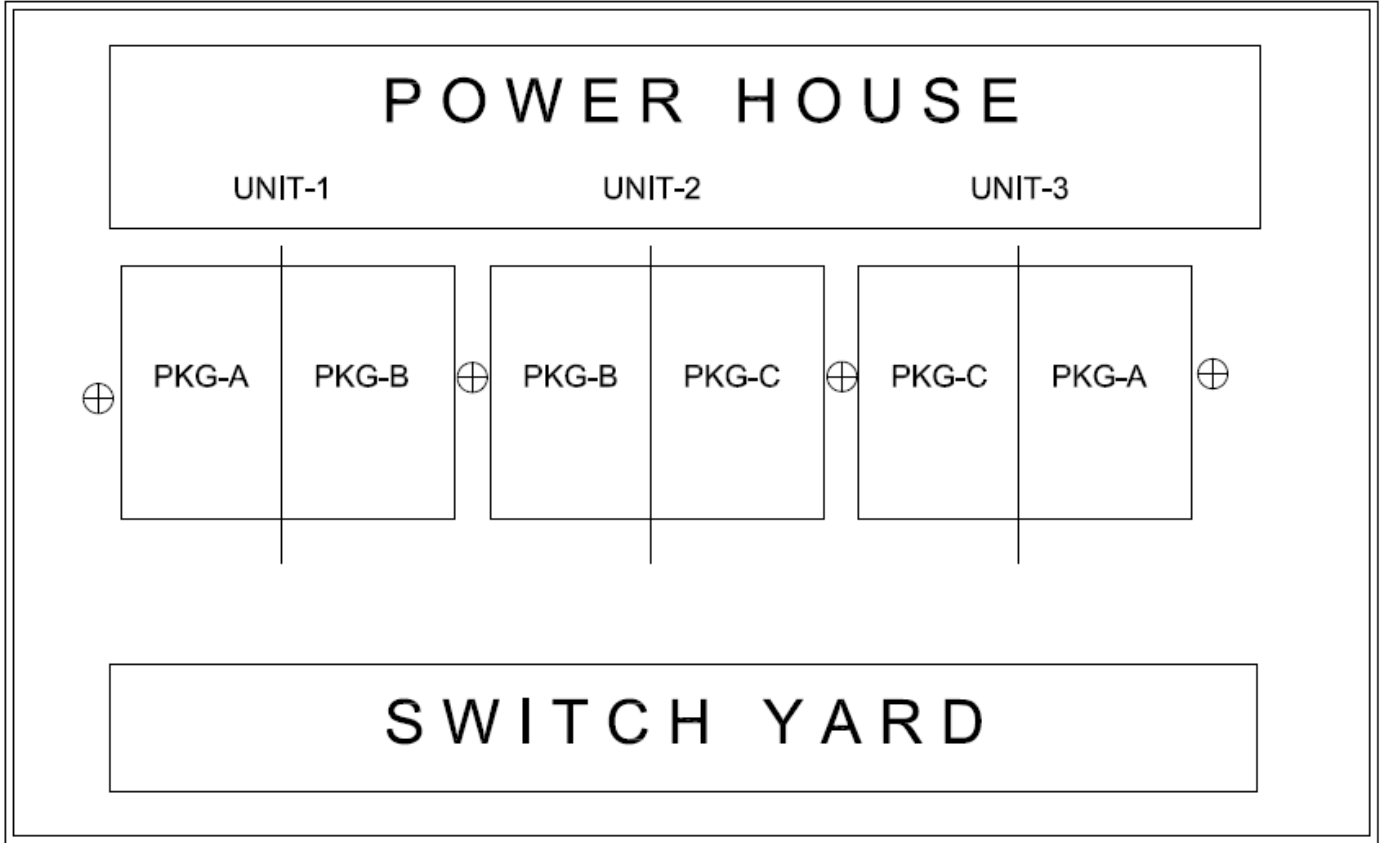 POWER HOUSE
UNIT-1 UNIT-2 UNIT-3
PKG-A PKG-B PKG-B PKG-C PKG-C PKG-A
SWITCH YARD